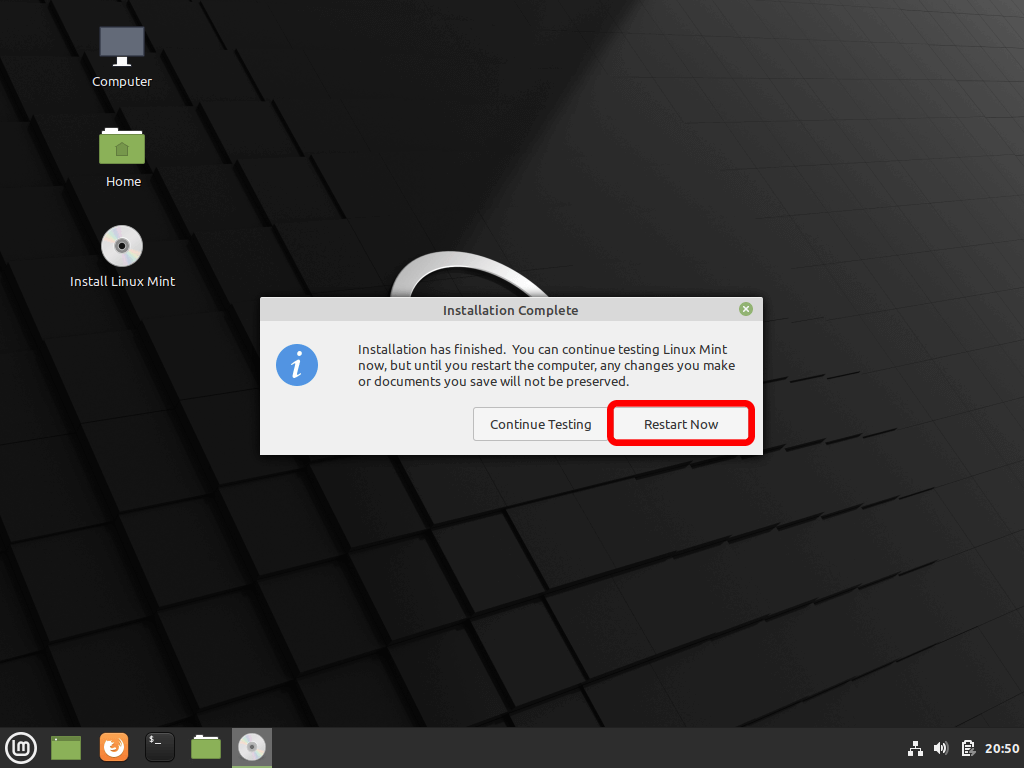 Computer
Home
Install Linux Mint
Installation Complete
Installation has finished.  You can continue testing Linux Mint
now, but until you restart the computer, any changes you make
or documents you save will not be preserved.
Continue Testing
Restart Now
$_
20:50